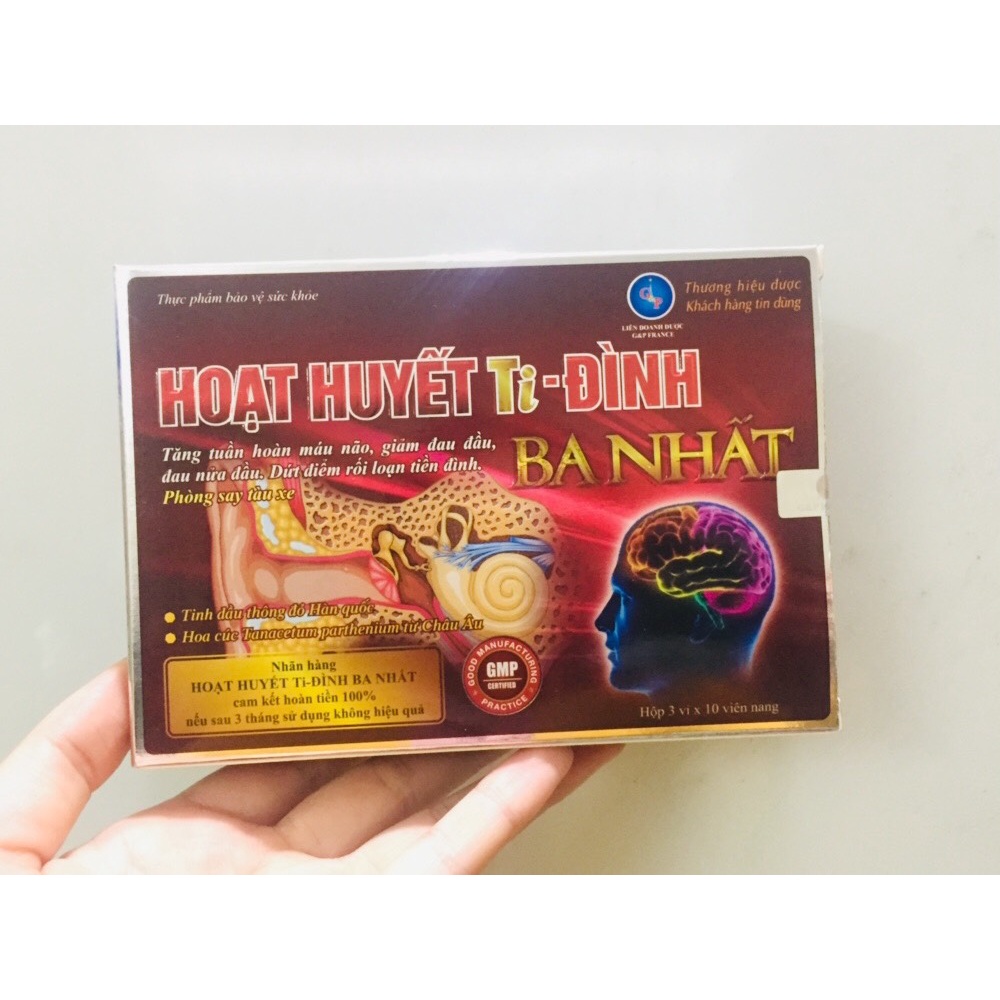 Thực phẩm bảo vệ sức khỏe
G&P
LIÊN DOANH DƯỢC
G&P FRANCE
Thương hiệu được
Khách hàng tin dùng
HOẠT HUYẾT Ti-ĐÌNH
BA NHẤT
Tăng tuần hoàn máu não, giảm đau đầu,
đau nửa đầu. Dứt điểm rối loạn tiền đình.
Phòng say tàu xe
Tinh dầu thông đỏ Hàn quốc
Hoa cúc Tanacetum parthenium từ Châu Âu
Nhãn hàng
HOẠT HUYẾT Ti-ĐÌNH BA NHẤT
cam kết hoàn tiền 100%
nếu sau 3 tháng sử dụng không hiệu quả
GOOD MANUFACTURING
GMP
CERTIFIED
PRACTICE
Hộp 3 vỉ x 10 viên nang